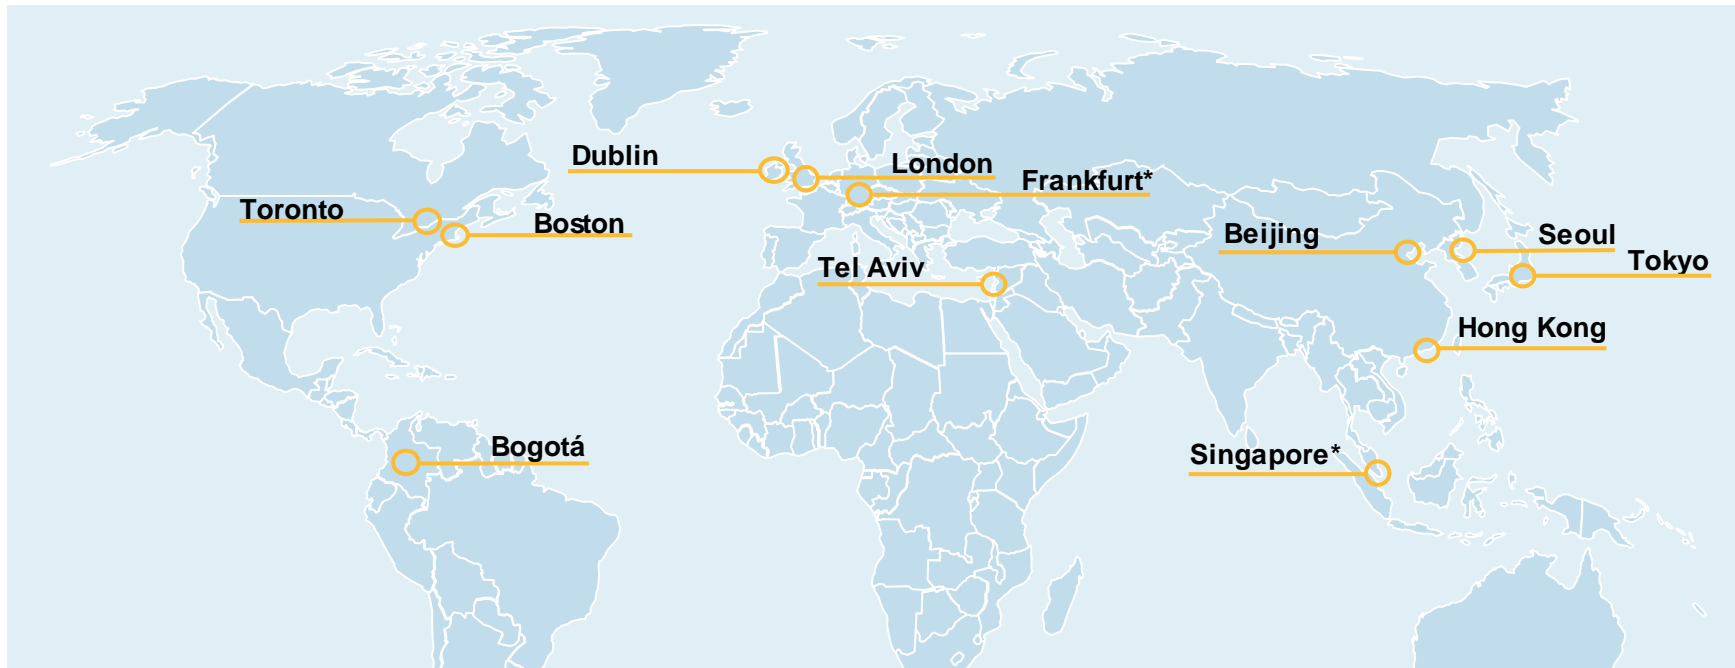 Dublin
London
Frankfurt*
Toronto
Boston
Beijing
Seoul
Tel Aviv
Tokyo
Hong Kong
Bogotá
Singapore*